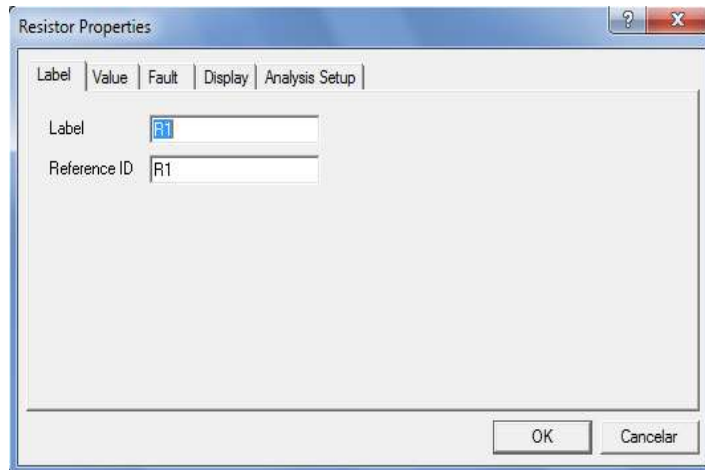 Resistor Properties ? X
Label Value Fault Display Analysis Setup
Label R1
Reference ID R1
OK Cancelar